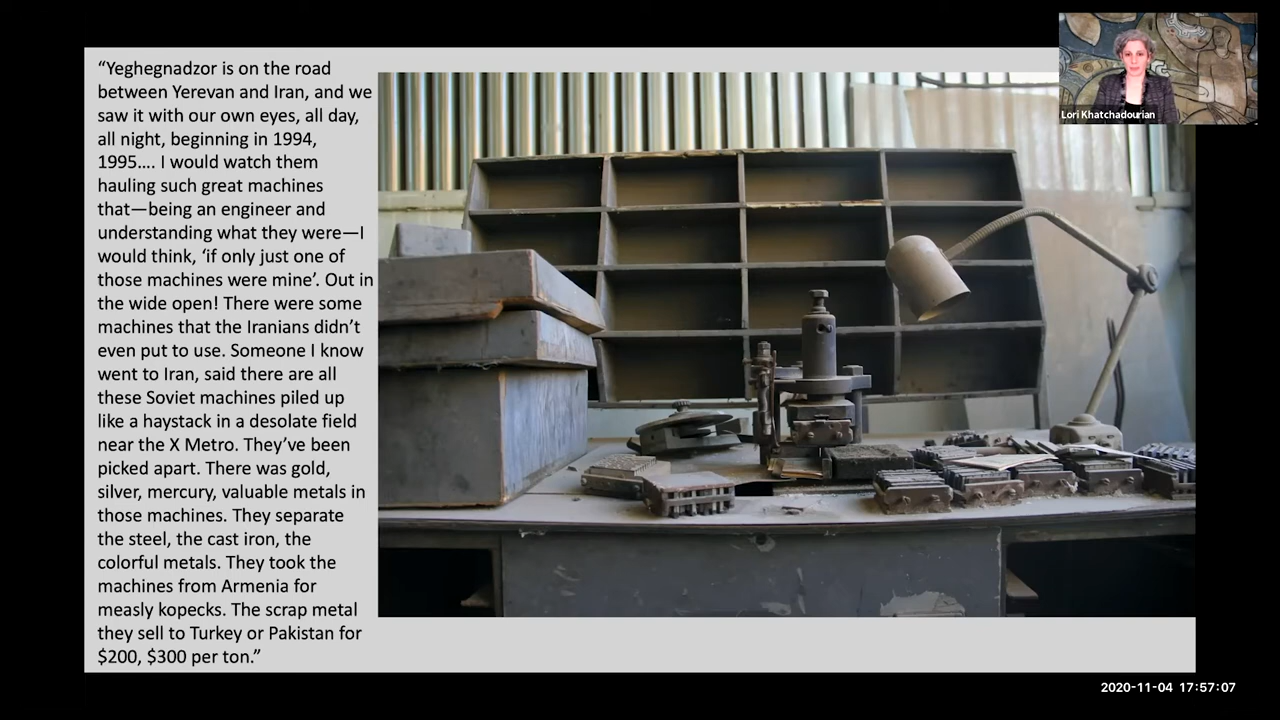 “Yeghegnadzor is on the road
between Yerevan and Iran, and we
saw it with our own eyes, all day,
all night, beginning in 1994,
1995.... I would watch them
hauling such great machines
that—being an engineer and
understanding what they were—I
would think, ‘if only just one of
those machines were mine’. Out in
the wide open! There were some
machines that the Iranians didn’t
even put to use. Someone I know
went to Iran, said there are all
these Soviet machines piled up
like a haystack in a desolate field
near the X Metro. They’ve been
picked apart. There was gold,
silver, mercury, valuable metals in
those machines. They separate
the steel, the cast iron, the
colorful metals. They took the
machines from Armenia for
measly kopecks. The scrap metal
they sell to Turkey or Pakistan for
$200, $300 per ton.”
Lori Khatchadourian
2020-11-04 17:57:07